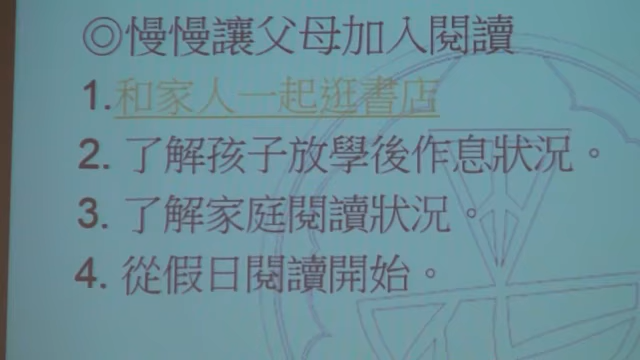 ◎慢慢讓父母加入閱讀
1.和家人一起逛書店
2. 了解孩子放學後作息狀況。
3. 了解家庭閱讀狀況。
4. 從假日閱讀開始。